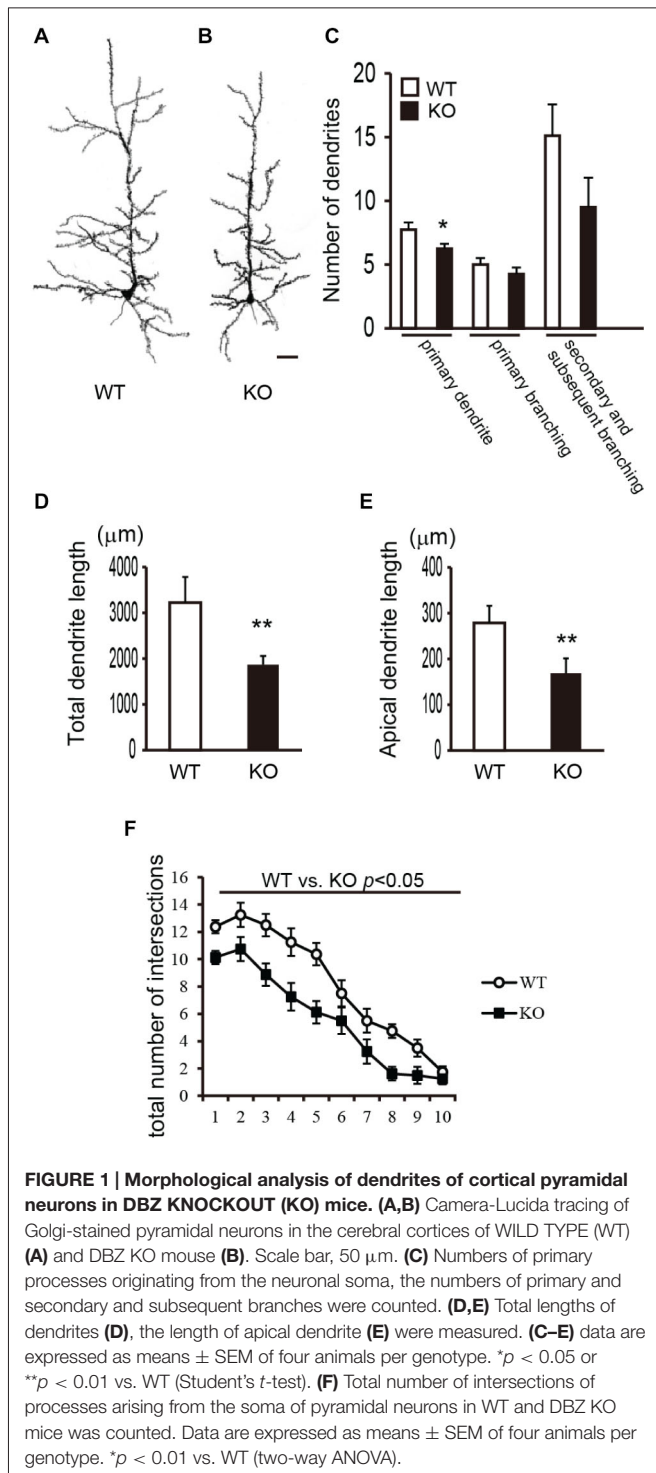 A
B
C
20
15
10
5
0
Number of dendrites
WT
KO
*
primary dendrite
primary branching
secondary and
subsequent branching
WT
KO
D
E
(μm)
4000
3000
2000
1000
0
Total dendrite length
**
WT
KO
(μm)
400
300
200
100
0
Apical dendrite length
**
WT
KO
F
WT vs. KO p<0.05
16
14
12
10
8
6
4
2
0
total number of intersections
1 2 3 4 5 6 7 8 9 10
WT
KO
FIGURE 1 | Morphological analysis of dendrites of cortical pyramidal
neurons in DBZ KNOCKOUT (KO) mice. (A,B) Camera-Lucida tracing of
Golgi-stained pyramidal neurons in the cerebral cortices of WILD TYPE (WT)
(A) and DBZ KO mouse (B). Scale bar, 50 μm. (C) Numbers of primary
processes originating from the neuronal soma, the numbers of primary and
secondary and subsequent branches were counted. (D,E) Total lengths of
dendrites (D), the length of apical dendrite (E) were measured. (C–E) data are
expressed as means ± SEM of four animals per genotype. *p < 0.05 or
**p < 0.01 vs. WT (Student's t-test). (F) Total number of intersections of
processes arising from the soma of pyramidal neurons in WT and DBZ KO
mice was counted. Data are expressed as means ± SEM of four animals per
genotype. *p < 0.01 vs. WT (two-way ANOVA).